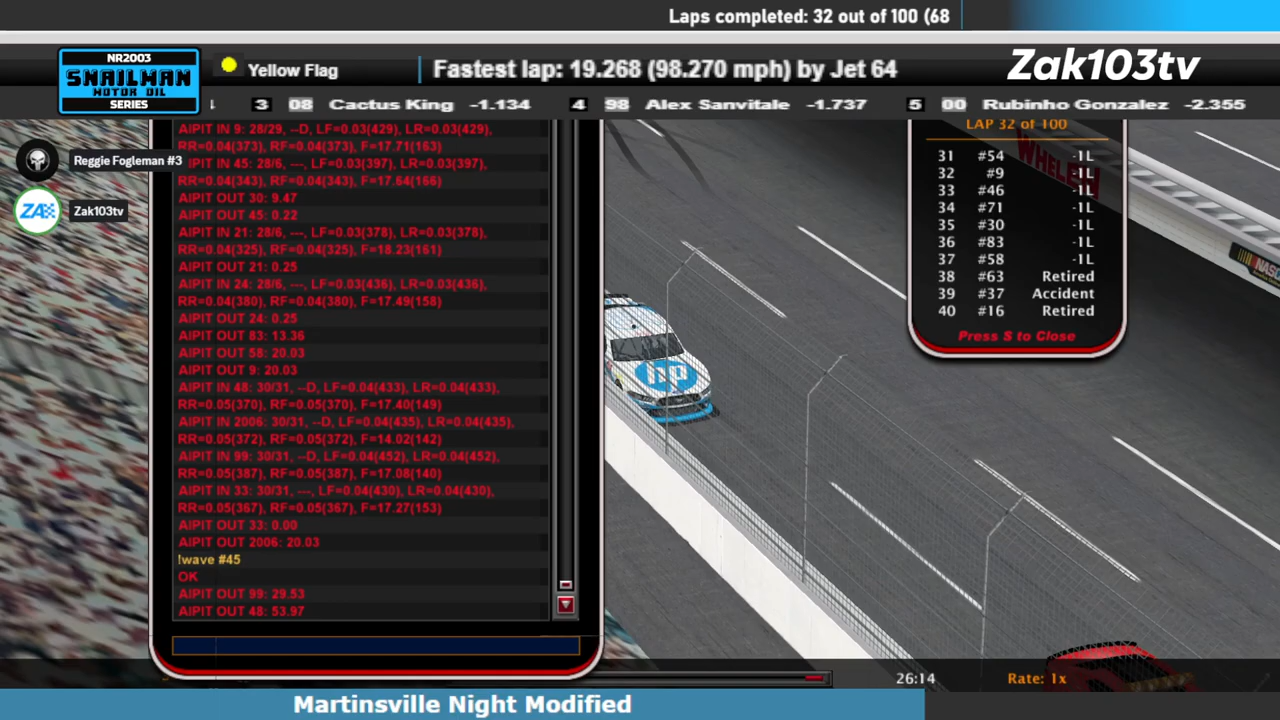 Laps completed: 32 out of 100 (68
NR2003
SNAILMAN
MOTOR OIL
SERIES
Yellow Flag
Fastest lap: 19.268 (98.270 mph) by Jet 64
Zak103tv
3 08 Cactus King -1.134 4 98 Alex Sanvitale -1.737 5 00 Rubinho Gonzalez -2.355
Reggie Fogleman #3
ZA
Zak103tv
AIPIT IN 9: 28/29, --D, LF=0.03(429), LR=0.03(429),
RR=0.04(373), RF=0.04(373), F=17.71(163)
AIPIT IN 45: 28/6, ---, LF=0.03(397), LR=0.03(397),
RR=0.04(343), RF=0.04(343), F=17.64(166)
AIPIT OUT 30: 9.47
AIPIT OUT 45: 0.22
AIPIT IN 21: 28/6, ---, LF=0.03(378), LR=0.03(378),
RR=0.04(325), RF=0.04(325), F=18.23(161)
AIPIT OUT 21: 0.25
AIPIT IN 24: 28/6, ---, LF=0.03(436), LR=0.03(436),
RR=0.04(380), RF=0.04(380), F=17.49(158)
AIPIT OUT 24: 0.25
AIPIT OUT 83: 13.36
AIPIT OUT 58: 20.03
AIPIT OUT 9: 20.03
AIPIT IN 48: 30/31, --D, LF=0.04(433), LR=0.04(433),
RR=0.05(370), RF=0.05(370), F=17.40(149)
AIPIT IN 2006: 30/31, --D, LF=0.04(435), LR=0.04(435),
RR=0.05(372), RF=0.05(372), F=14.02(142)
AIPIT IN 99: 30/31, --D, LF=0.04(452), LR=0.04(452),
RR=0.05(387), RF=0.05(387), F=17.08(140)
AIPIT IN 33: 30/31, ---, LF=0.04(430), LR=0.04(430),
RR=0.05(367), RF=0.05(367), F=17.27(153)
AIPIT OUT 33: 0.00
AIPIT OUT 2006: 20.03
!wave #45
OK
AIPIT OUT 99: 29.53
AIPIT OUT 48: 53.97
LAP 32 of 100
31 #54 -1L
32 #9 -1L
33 #46 -1L
34 #71 -1L
35 #30 -1L
36 #83 -1L
37 #58 -1L
38 #63 Retired
39 #37 Accident
40 #16 Retired
Press S to Close
WHELEN
NASC
hp
26:14
Rate: 1x
Martinsville Night Modified